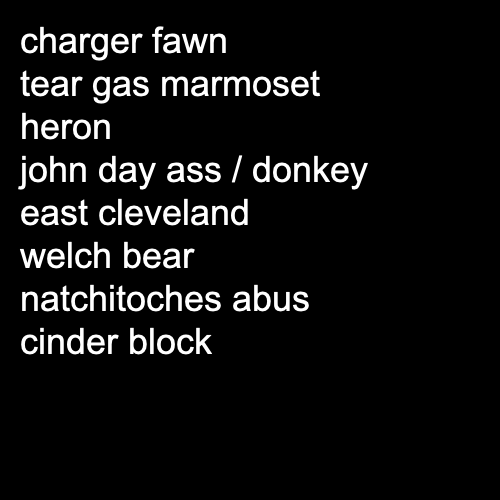 charger fawn
tear gas marmoset
heron
john day ass / donkey
east cleveland
welch bear
natchitoches abus
cinder block